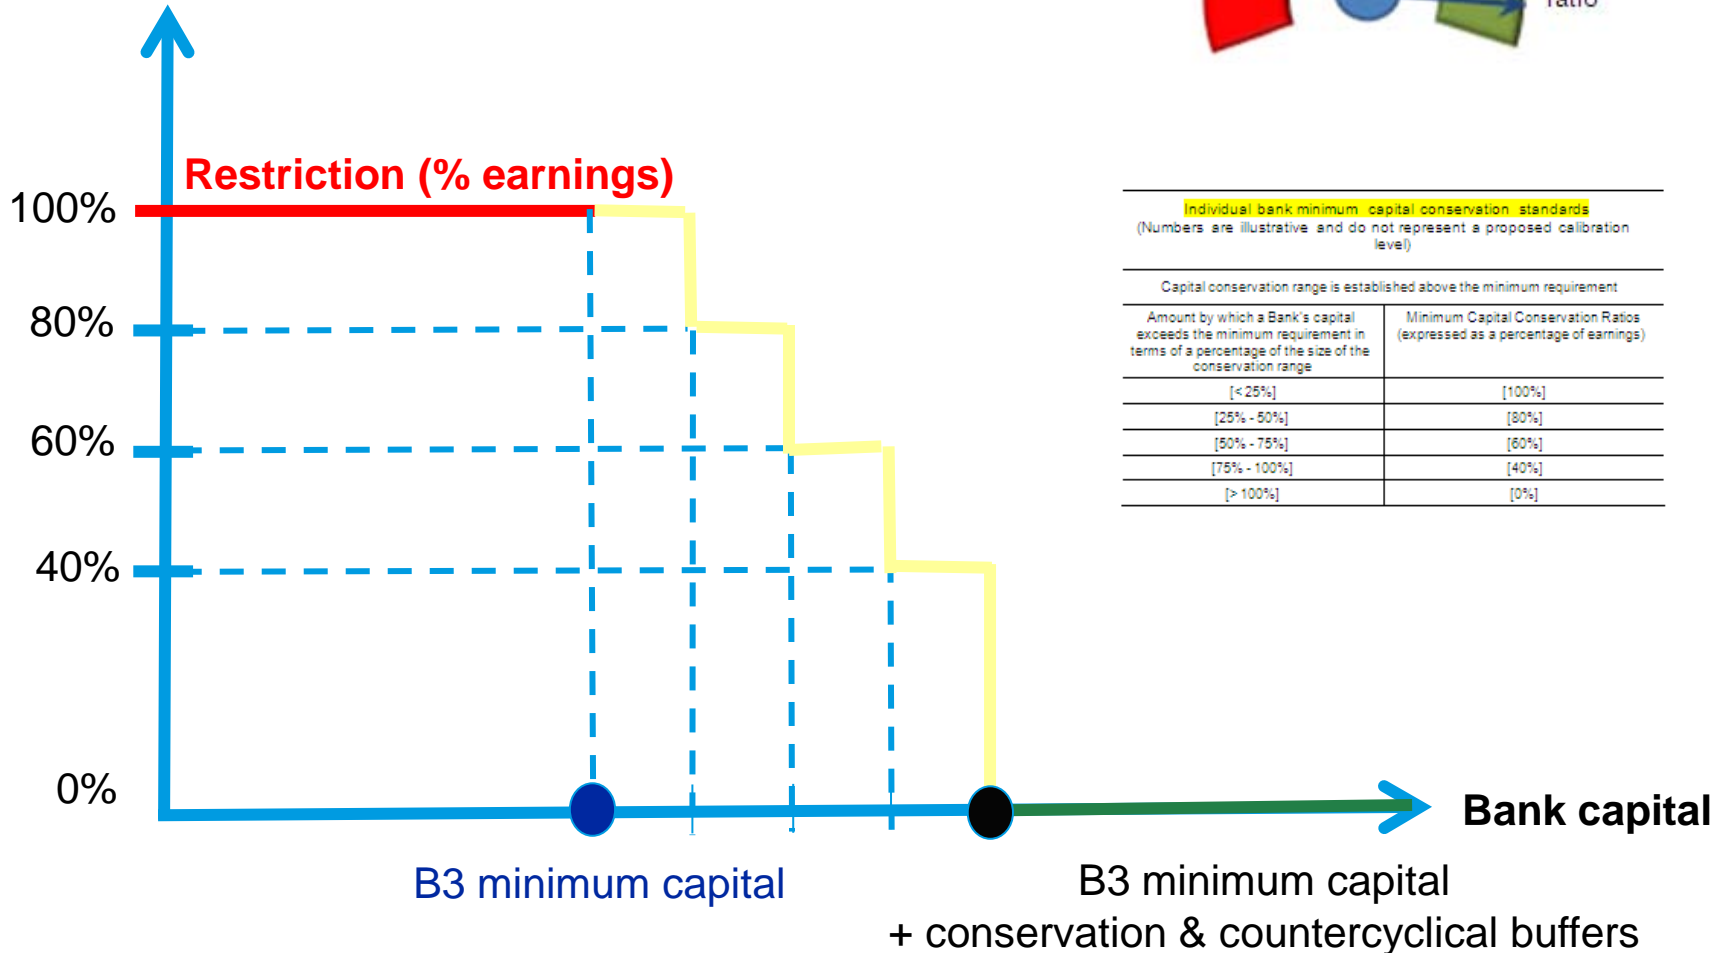 ratio
Restriction (% earnings)
100%
80%
60%
40%
0%
Bank capital
B3 minimum capital
B3 minimum capital
+ conservation & countercyclical buffers
Individual bank minimum capital conservation standards
(Numbers are illustrative and do not represent a proposed calibration
level)
Capital conservation range is established above the minimum requirement
Amount by which a Bank's capital
exceeds the minimum requirement in
terms of a percentage of the size of the
conservation range
Minimum Capital Conservation Ratios
(expressed as a percentage of earnings)
[< 25%] [100%]
[25% - 50%] [80%]
[50% - 75%] [60%]
[75% - 100%] [40%]
[> 100%] [0%]